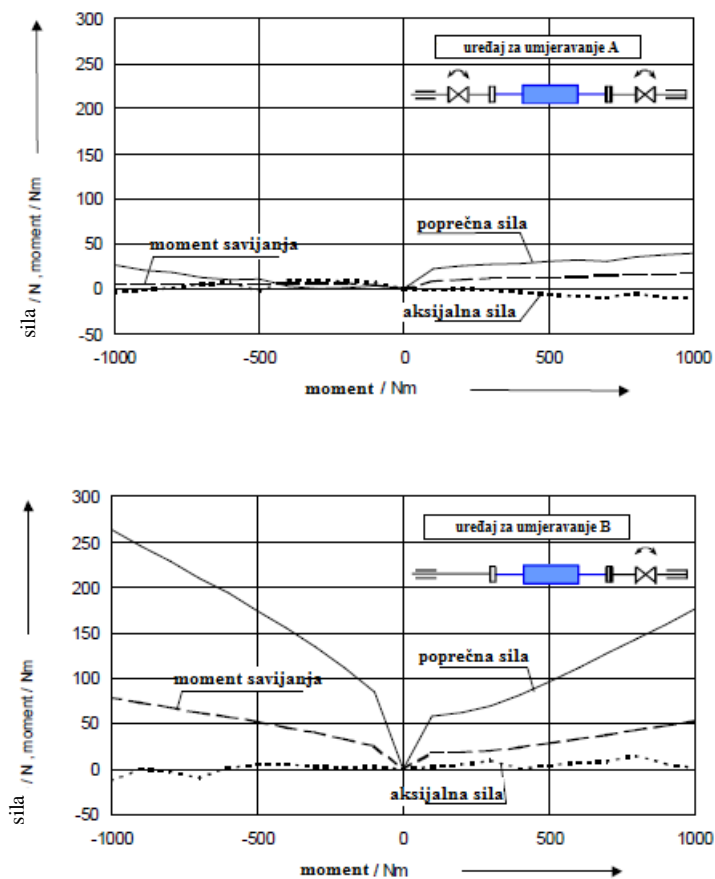 300
250
200
150
100
50
0
-50
sila / N , moment / Nm
uređaj za umjeravanje A
poprečna sila
moment savijanja
aksijalna sila
-1000 -500 0 500 1000
moment / Nm
300
250
200
150
100
50
0
-50
sila / N , moment / Nm
uređaj za umjeravanje B
poprečna sila
moment savijanja
aksijalna sila
-1000 -500 0 500 1000
moment / Nm